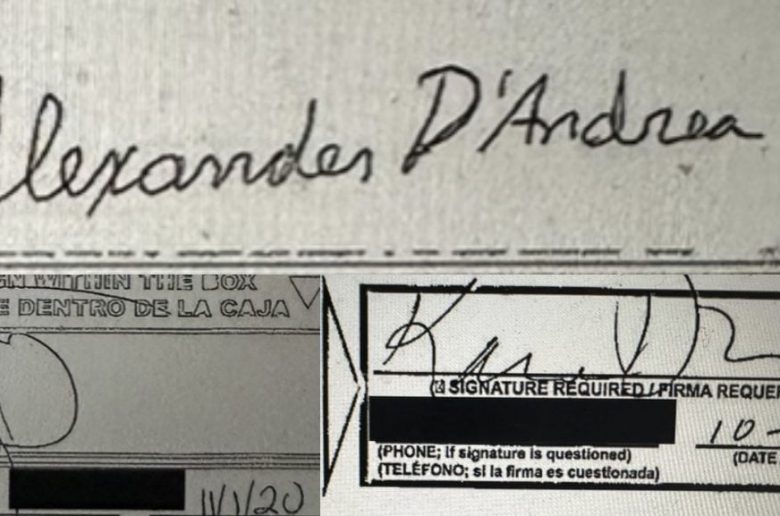 Alexander D'Andrea
GN WITHIN THE BOX
E DENTRO DE LA CAJA
11/1/20
SIGNATURE REQUIRED / FIRMA REQUE
10-
(PHONE; if signature is questioned)
(DATE
(TELÉFONO; si la firma es cuestionada)